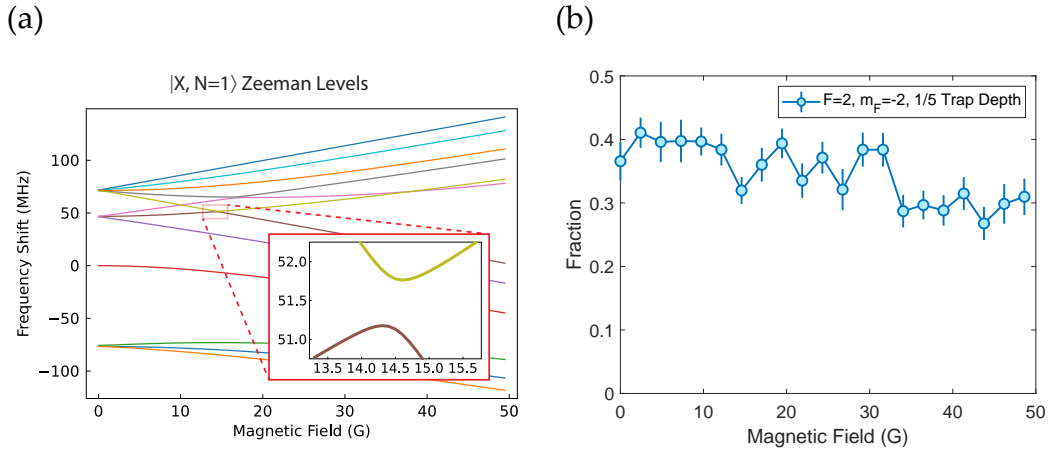 (a)
|X, N=1⟩ Zeeman Levels
Frequency Shift (MHz)
100
50
0
−50
−100
0
10
20
30
40
50
Magnetic Field (G)
52.0
51.5
51.0
13.5 14.0 14.5 15.0 15.5
(b)
F=2, m_F=-2, 1/5 Trap Depth
Fraction
0.5
0.4
0.3
0.2
0.1
0
0
10
20
30
40
50
Magnetic Field (G)